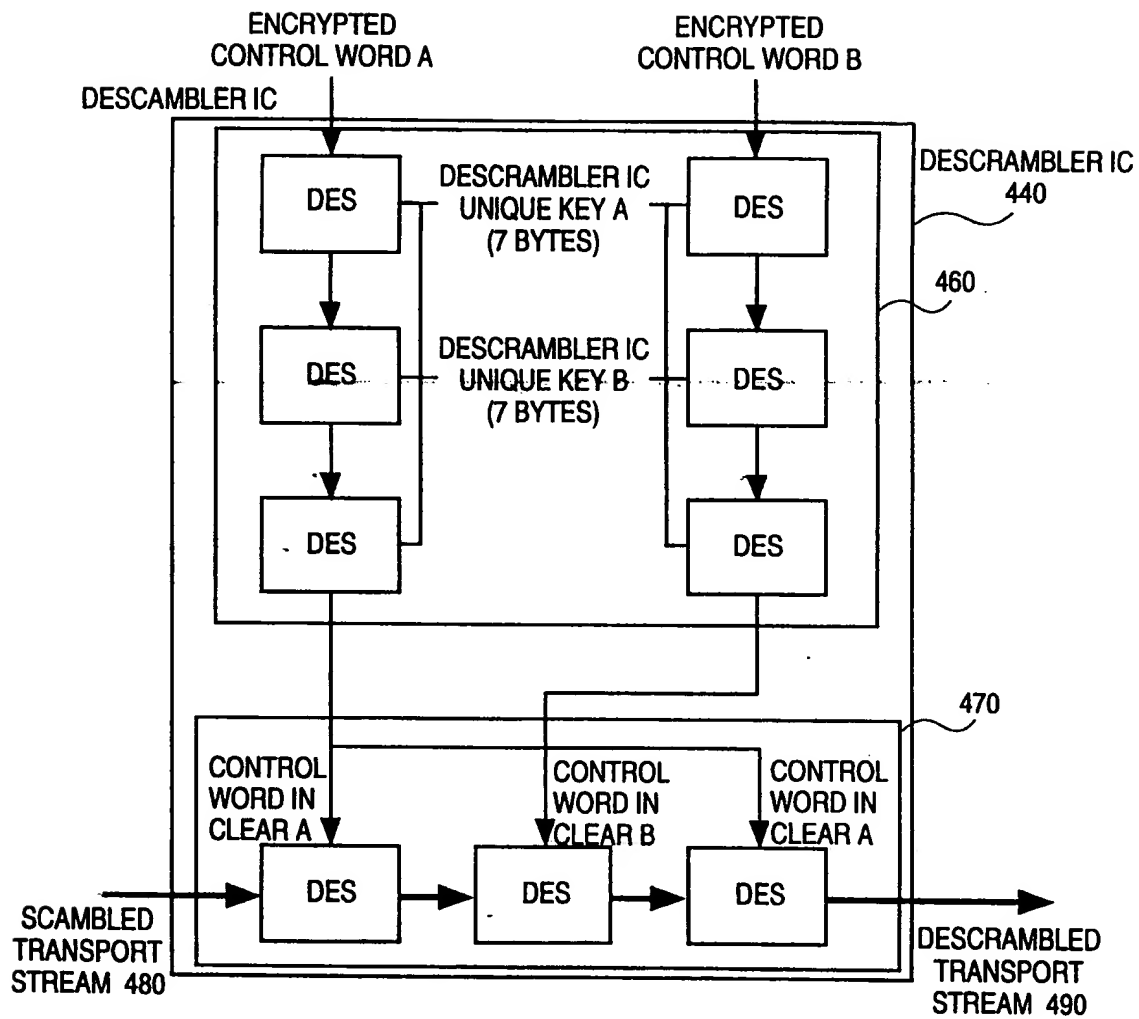 ENCRYPTED
CONTROL WORD A
ENCRYPTED
CONTROL WORD B
DESCAMBLER IC
DESCRAMBLER IC
440
DES
DESCRAMBLER IC
UNIQUE KEY A
(7 BYTES)
DES
460
DES
DESCRAMBLER IC
UNIQUE KEY B
(7 BYTES)
DES
DES
DES
470
CONTROL
WORD IN
CLEAR A
CONTROL
WORD IN
CLEAR B
CONTROL
WORD IN
CLEAR A
DES
DES
DES
SCAMBLED
TRANSPORT
STREAM 480
DESCRAMBLED
TRANSPORT
STREAM 490